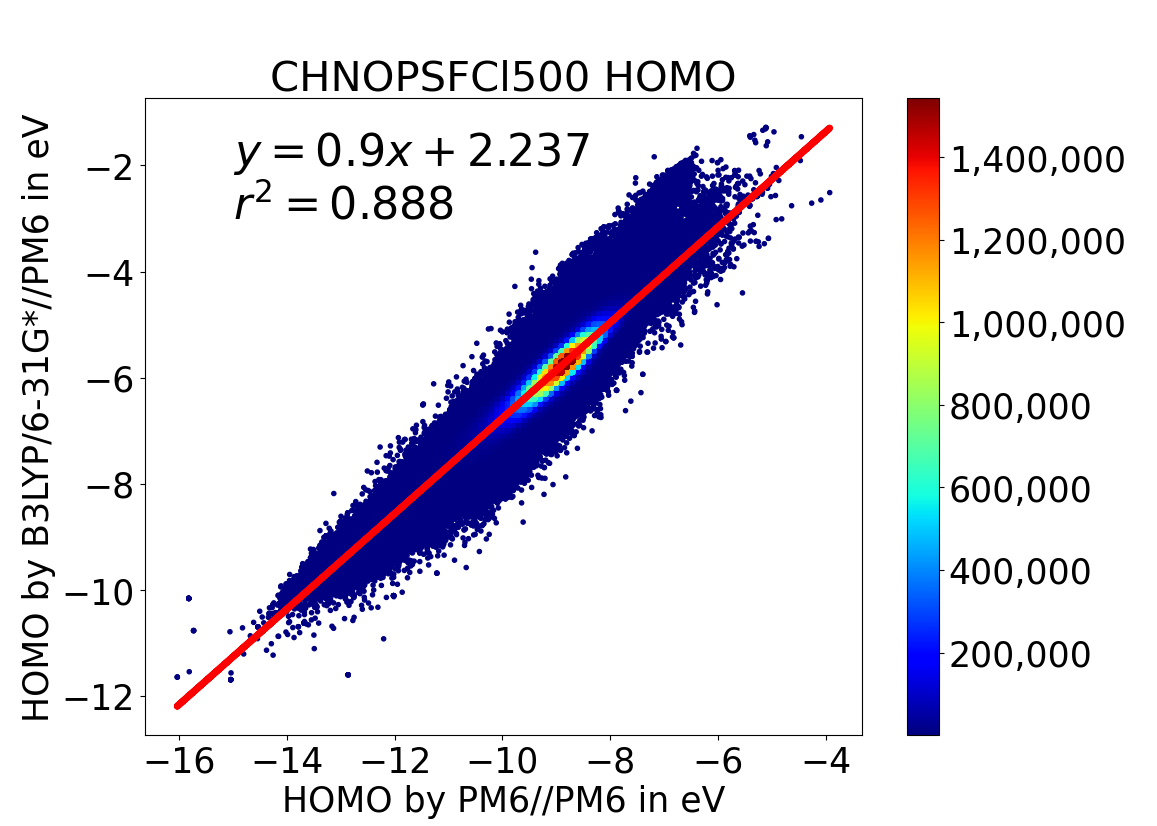 CHNOPSFCl500 HOMO
y = 0.9x + 2.237
r² = 0.888
HOMO by B3LYP/6-31G*//PM6 in eV
−2
−4
−6
−8
−10
−12
−16 −14 −12 −10 −8 −6 −4
HOMO by PM6//PM6 in eV
1,400,000
1,200,000
1,000,000
800,000
600,000
400,000
200,000